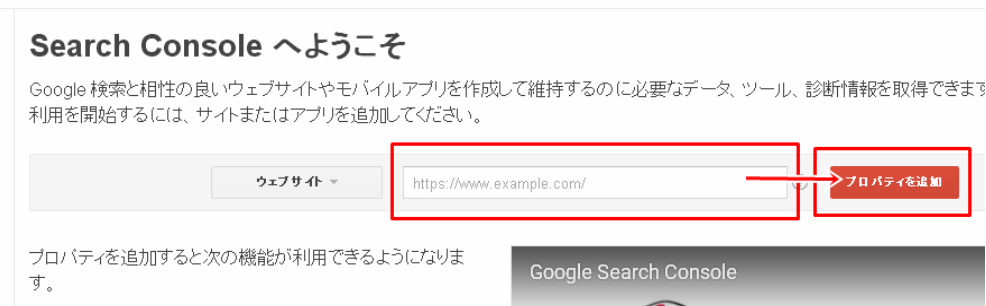 Search Console へようこそ
Google 検索と相性の良いウェブサイトやモバイルアプリを作成して維持するのに必要なデータ、ツール、診断情報を取得できます
利用を開始するには、サイトまたはアプリを追加してください。
ウェブサイト
https://www.example.com/
プロパティを追加
プロパティを追加すると次の機能が利用できるようになりま
す。
Google Search Console